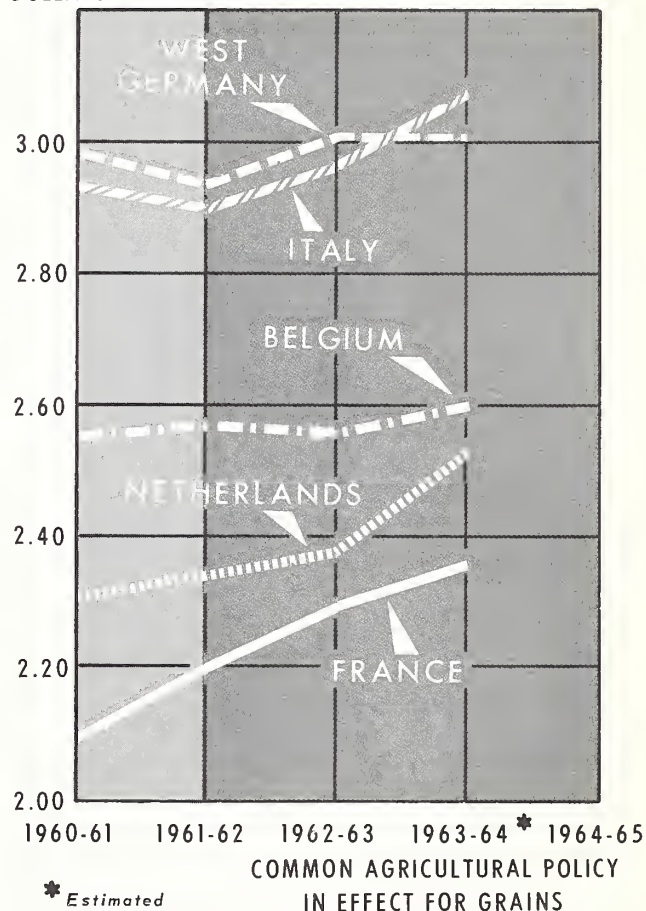 WEST
GERMANY
3.00
ITALY
2.80
BELGIUM
2.60
NETHERLANDS
2.40
2.20
FRANCE
2.00
1960-61 1961-62 1962-63 1963-64 * 1964-65
COMMON AGRICULTURAL POLICY
IN EFFECT FOR GRAINS
* Estimated